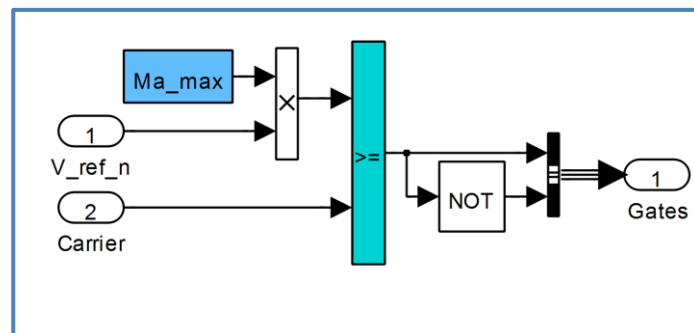 Ma_max
×
1
V_ref_n
>=
2
Carrier
NOT
1
Gates